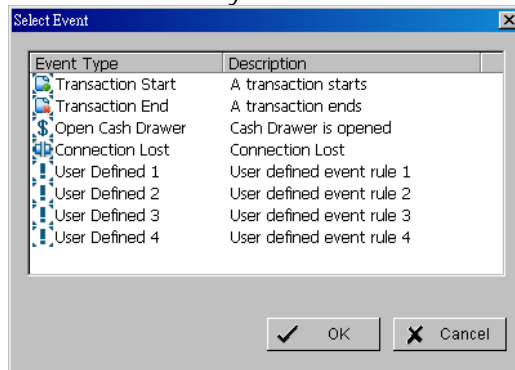 Select Event
Event Type Description
Transaction Start A transaction starts
Transaction End A transaction ends
Open Cash Drawer Cash Drawer is opened
Connection Lost Connection Lost
User Defined 1 User defined event rule 1
User Defined 2 User defined event rule 2
User Defined 3 User defined event rule 3
User Defined 4 User defined event rule 4
OK Cancel